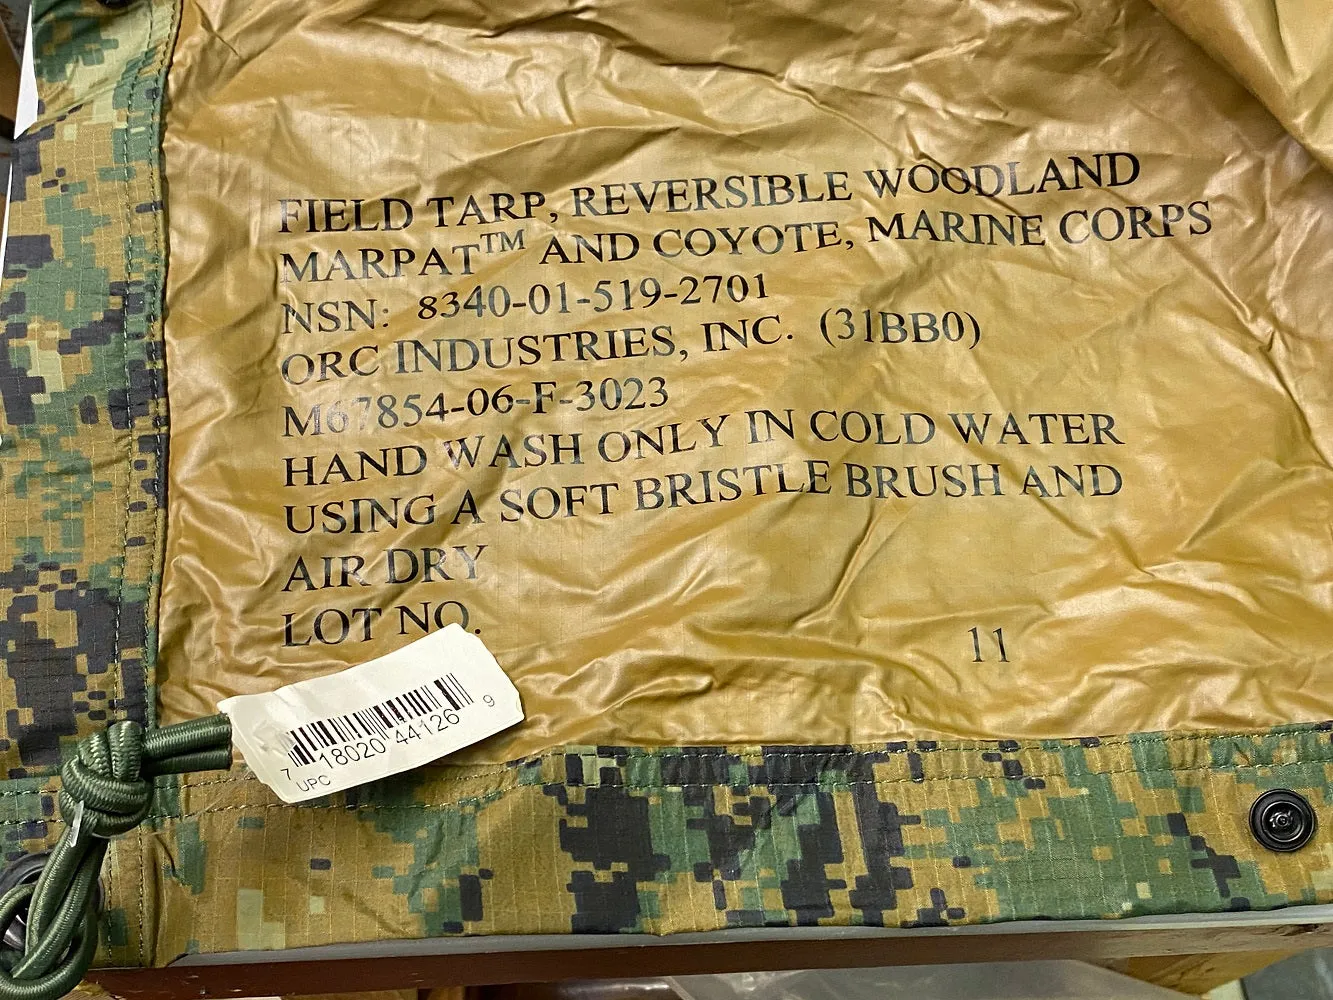 FIELD TARP, REVERSIBLE WOODLAND
MARPAT™ AND COYOTE, MARINE CORPS
NSN: 8340-01-519-2701
ORC INDUSTRIES, INC. (31BB0)
M67854-06-F-3023
HAND WASH ONLY IN COLD WATER
USING A SOFT BRISTLE BRUSH AND
AIR DRY
LOT NO. 11
7 18020 44126 9
UPC